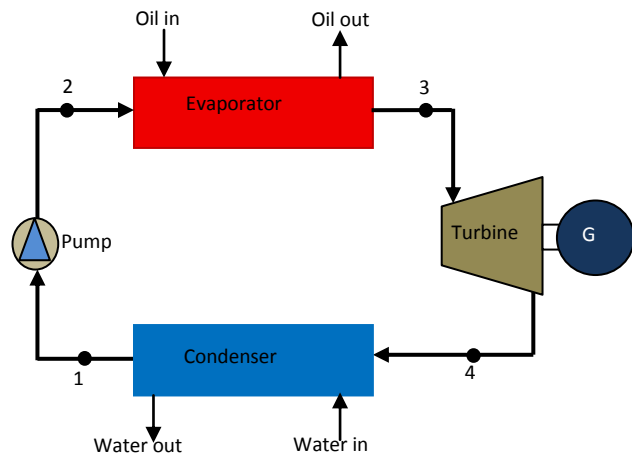 Oil in
Oil out
2
3
Evaporator
Pump
Turbine
G
Condenser
1
4
Water out
Water in